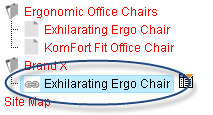 Ergonomic Office Chairs
Exhilarating Ergo Chair
KomFort Fit Office Chair
Brand X
Exhilarating Ergo Chair
Site Map